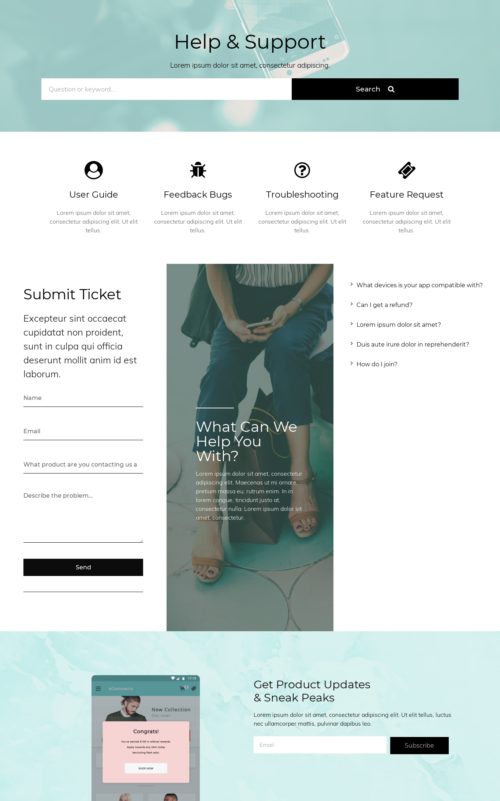 Help & Support
Lorem ipsum dolor sit amet, consectetur adipiscing.
Question or keyword...
Search
User Guide
Lorem ipsum dolor sit amet,
consectetur adipiscing elit. Ut elit
tellus
Feedback Bugs
Lorem ipsum dolor sit amet,
consectetur adipiscing elit. Ut elit
tellus.
Troubleshooting
Lorem ipsum dolor sit amet,
consectetur adipiscing elit. Ut elit
tellus.
Feature Request
Lorem ipsum dolor sit amet,
consectetur adipiscing elit. Ut elit
tellus.
Submit Ticket
Excepteur sint occaecat
cupidatat non proident,
sunt in culpa qui officia
deserunt mollit anim id est
laborum.
Name
Email
What product are you contacting us a
Describe the problem...
Send
What Can We
Help You
With?
Lorem ipsum dolor sit amet, consectetur
adipiscing elit. Maecenas ut mi ornare,
pretium massa eu, rutrum enim. In in
lorem congue, tincidunt justo at,
consectetur nulla. Lorem ipsum dolor sit
amet, consectetur.
What devices is your app compatible with?
Can I get a refund?
Lorem ipsum dolor sit amet?
Duis aute irure dolor in reprehenderit?
How do I join?
eCommerce
New Collection
Congrats!
SHOP NOW
Get Product Updates
& Sneak Peaks
Lorem ipsum dolor sit amet, consectetur adipiscing elit. Ut elit tellus, luctus
nec ullamcorper mattis, pulvinar dapibus leo.
Email
Subscribe